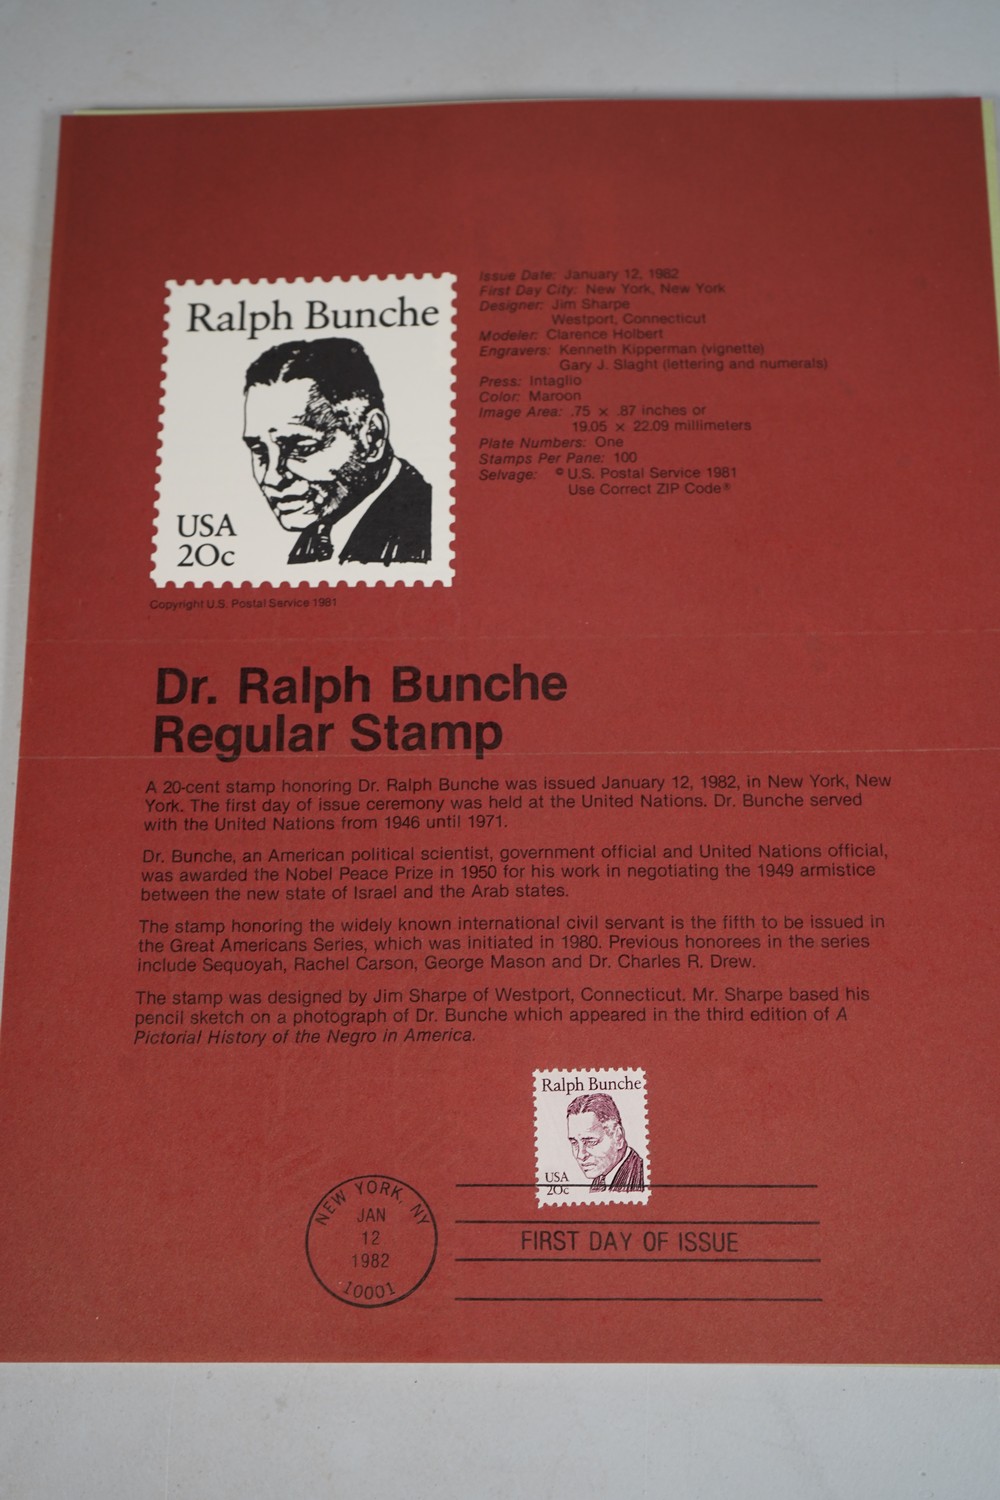 Ralph Bunche
USA
20c
Copyright U.S. Postal Service 1981
Issue Date: January 12, 1982
First Day City: New York, New York
Designer: Jim Sharpe
Westport, Connecticut
Modeler: Clarence Holbert
Engravers: Kenneth Kipperman (vignette)
Gary J. Slaght (lettering and numerals)
Press: Intaglio
Color: Maroon
Image Area: .75 × .87 inches or
19.05 × 22.09 millimeters
Plate Numbers: One
Stamps Per Pane: 100
Selvage: ©U.S. Postal Service 1981
Use Correct ZIP Code®
Dr. Ralph Bunche
Regular Stamp
A 20-cent stamp honoring Dr. Ralph Bunche was issued January 12, 1982, in New York, New
York. The first day of issue ceremony was held at the United Nations. Dr. Bunche served
with the United Nations from 1946 until 1971.
Dr. Bunche, an American political scientist, government official and United Nations official,
was awarded the Nobel Peace Prize in 1950 for his work in negotiating the 1949 armistice
between the new state of Israel and the Arab states.
The stamp honoring the widely known international civil servant is the fifth to be issued in
the Great Americans Series, which was initiated in 1980. Previous honorees in the series
include Sequoyah, Rachel Carson, George Mason and Dr. Charles R. Drew.
The stamp was designed by Jim Sharpe of Westport, Connecticut. Mr. Sharpe based his
pencil sketch on a photograph of Dr. Bunche which appeared in the third edition of A
Pictorial History of the Negro in America.
Ralph Bunche
USA
20c
NEW YORK, NY
JAN
12
1982
10001
FIRST DAY OF ISSUE